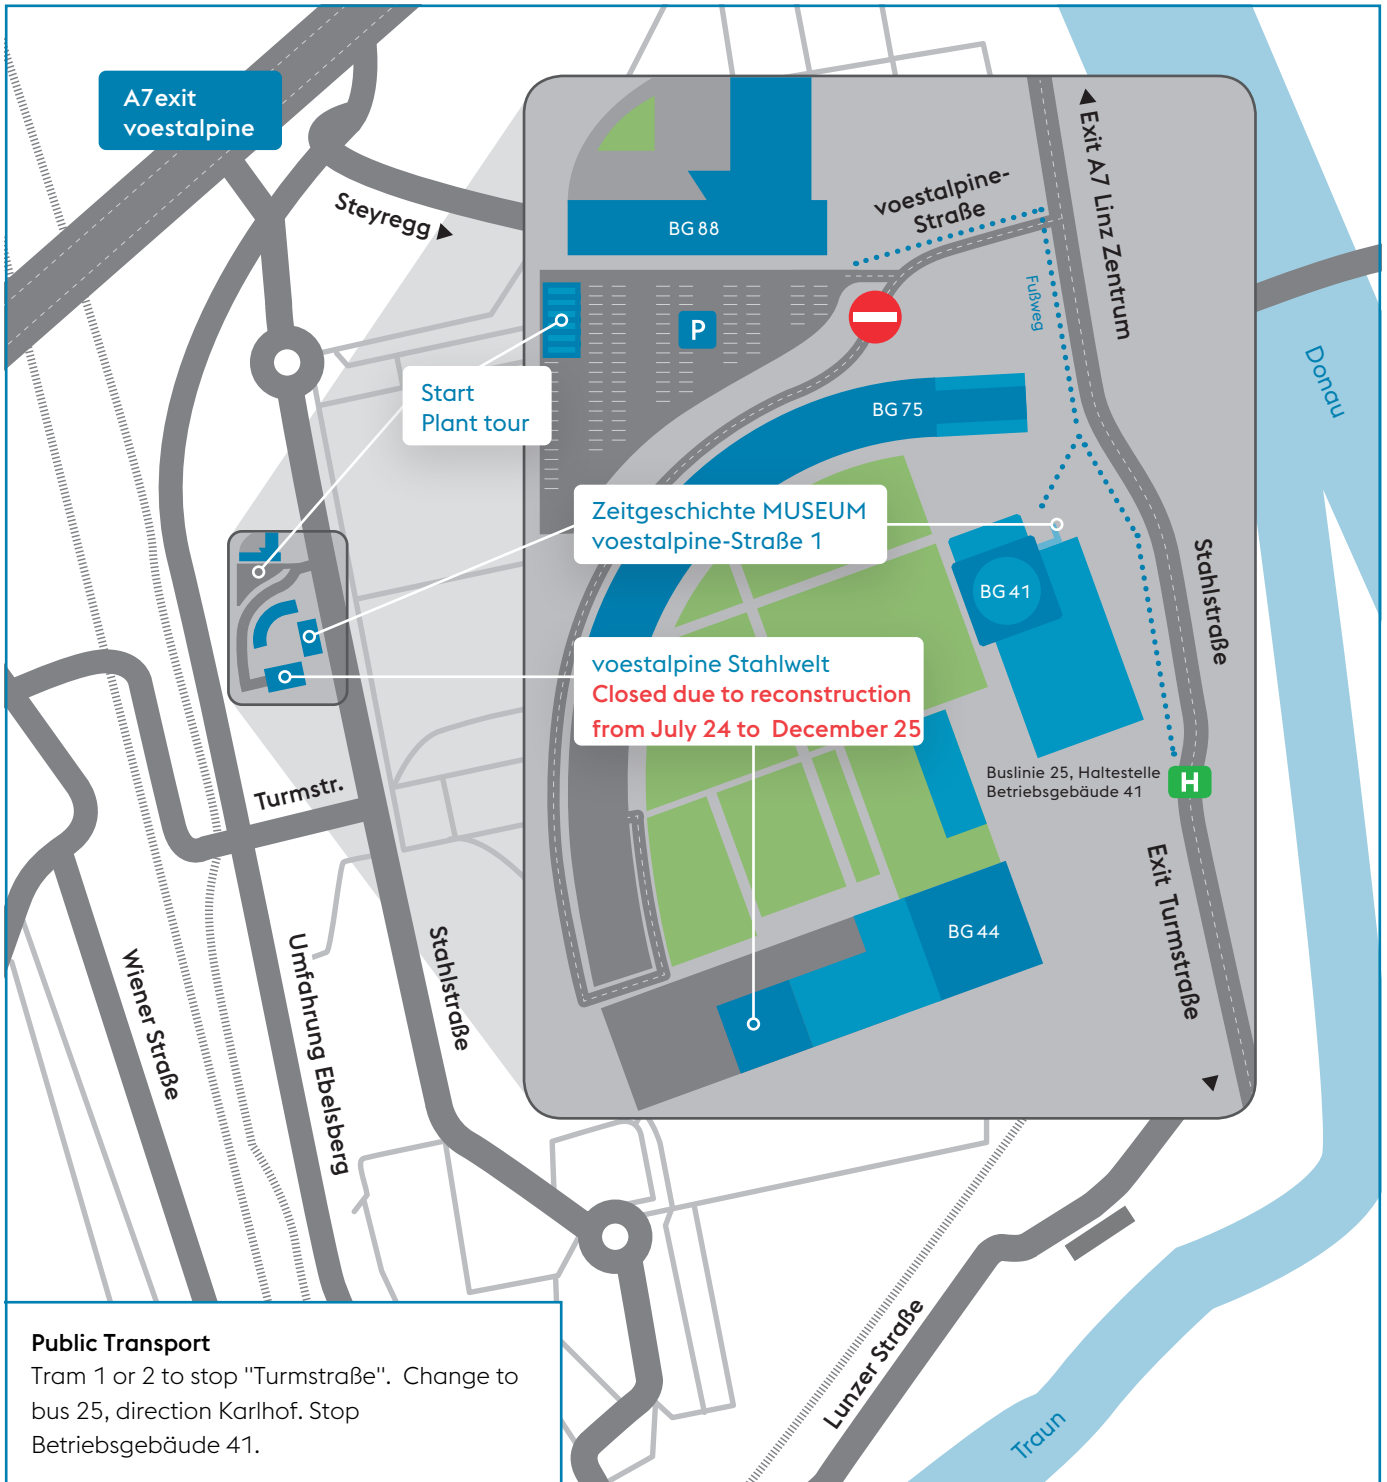 A7exit
voestalpine
Steyregg
BG 88
voestalpine-
Straße
Exit A7 Linz Zentrum
Fußweg
P
Donau
Start
Plant tour
BG 75
Zeitgeschichte MUSEUM
voestalpine-Straße 1
BG 41
Stahlstraße
voestalpine Stahlwelt
Closed due to reconstruction
from July 24 to December 25
Turmstr.
Buslinie 25, Haltestelle
Betriebsgebäude 41
H
Exit Turmstraße
BG 44
Wiener Straße
Umfahrung Ebelsberg
Stahlstraße
Lunzer Straße
Traun
Public Transport
Tram 1 or 2 to stop "Turmstraße". Change to
bus 25, direction Karlhof. Stop
Betriebsgebäude 41.